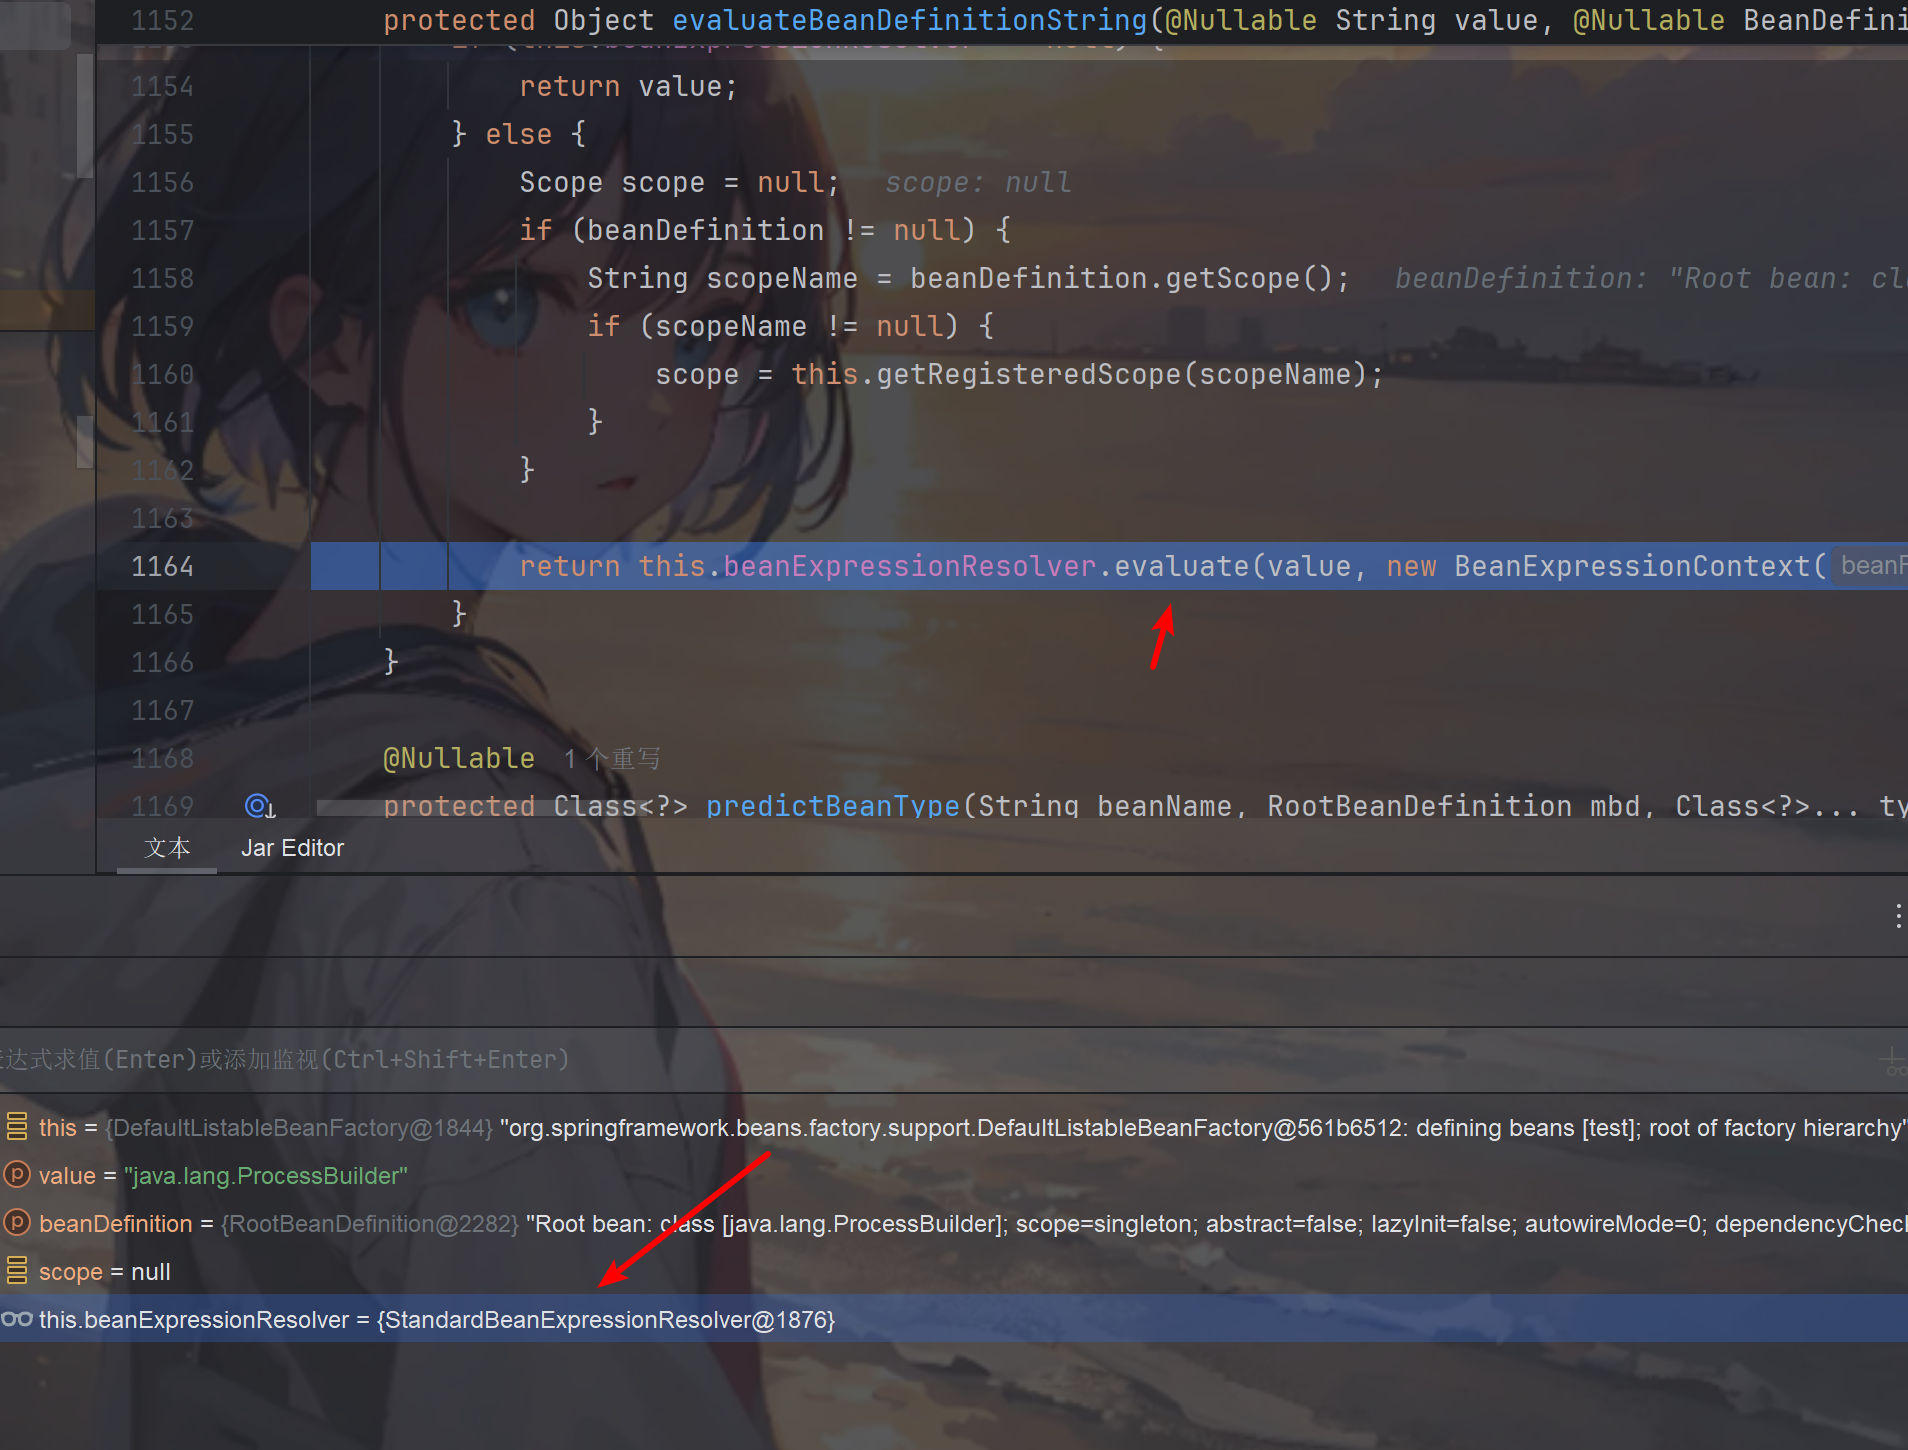 1152 protected Object evaluateBeanDefinitionString(@Nullable String value, @Nullable BeanDefini
1154 return value;
1155 } else {
1156 Scope scope = null; scope: null
1157 if (beanDefinition != null) {
1158 String scopeName = beanDefinition.getScope(); beanDefinition: "Root bean: cl
1159 if (scopeName != null) {
1160 scope = this.getRegisteredScope(scopeName);
1161 }
1162 }
1163
1164 return this.beanExpressionResolver.evaluate(value, new BeanExpressionContext( beanF
1165 }
1166 }
1167
1168 @Nullable 1 个重写
1169 protected Class<?> predictBeanType(String beanName, RootBeanDefinition mbd, Class<?>... ty
文本 Jar Editor
达式求值(Enter)或添加监视(Ctrl+Shift+Enter)
this = {DefaultListableBeanFactory@1844} "org.springframework.beans.factory.support.DefaultListableBeanFactory@561b6512: defining beans [test]; root of factory hierarchy"
value = "java.lang.ProcessBuilder"
beanDefinition = {RootBeanDefinition@2282} "Root bean: class [java.lang.ProcessBuilder]; scope=singleton; abstract=false; lazyInit=false; autowireMode=0; dependencyChec
scope = null
this.beanExpressionResolver = {StandardBeanExpressionResolver@1876}